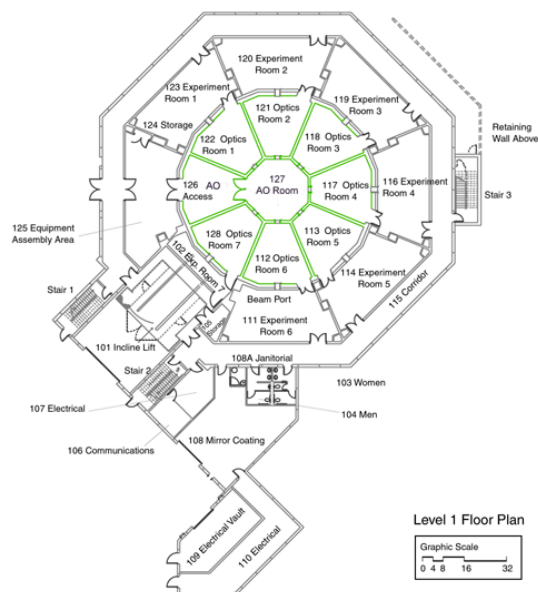 120 Experiment
Room 2
123 Experiment
Room 1
119 Experiment
Room 3
121 Optics
Room 2
124 Storage
118 Optics
Room 3
Retaining
Wall Above
122 Optics
Room 1
127
AO Room
126 AO
Access
117 Optics
Room 4
116 Experiment
Room 4
Stair 3
125 Equipment
Assembly Area
128 Optics
Room 7
113 Optics
Room 5
102 Exp. Room 7
112 Optics
Room 6
114 Experiment
Room 5
115 Corridor
Stair 1
Beam Port
111 Experiment
Room 6
105
Storage
101 Incline Lift
108A Janitorial
Stair 2
103 Women
107 Electrical
104 Men
106 Communications
108 Mirror Coating
109 Electrical Vault
110 Electrical
Level 1 Floor Plan
Graphic Scale
0 4 8 16 32